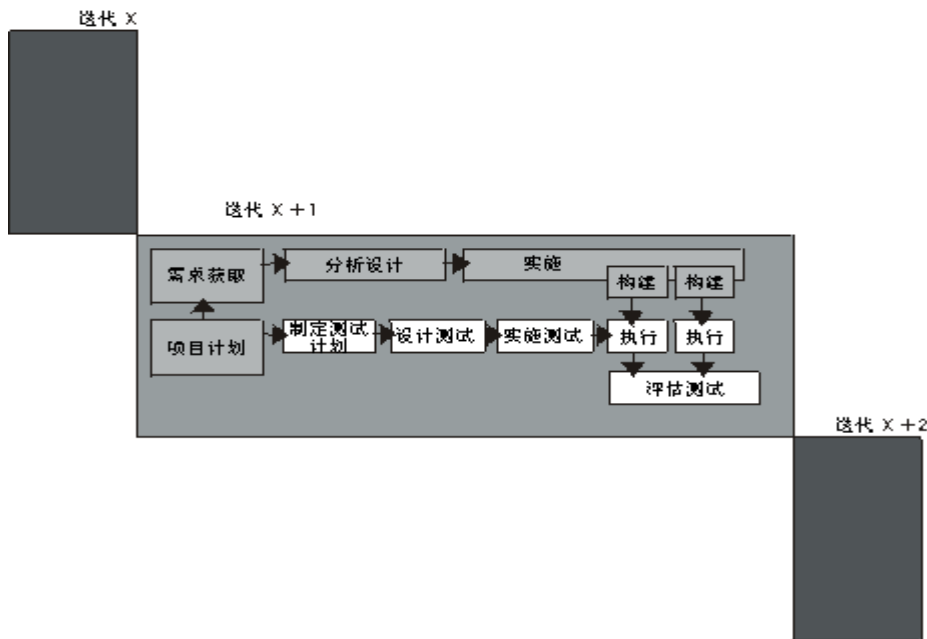 迭代 X
迭代 X +1
需求获取
分析设计
实施
构建
构建
项目计划
制定测试
计划
设计测试
实施测试
执行
执行
评估测试
迭代 X +2